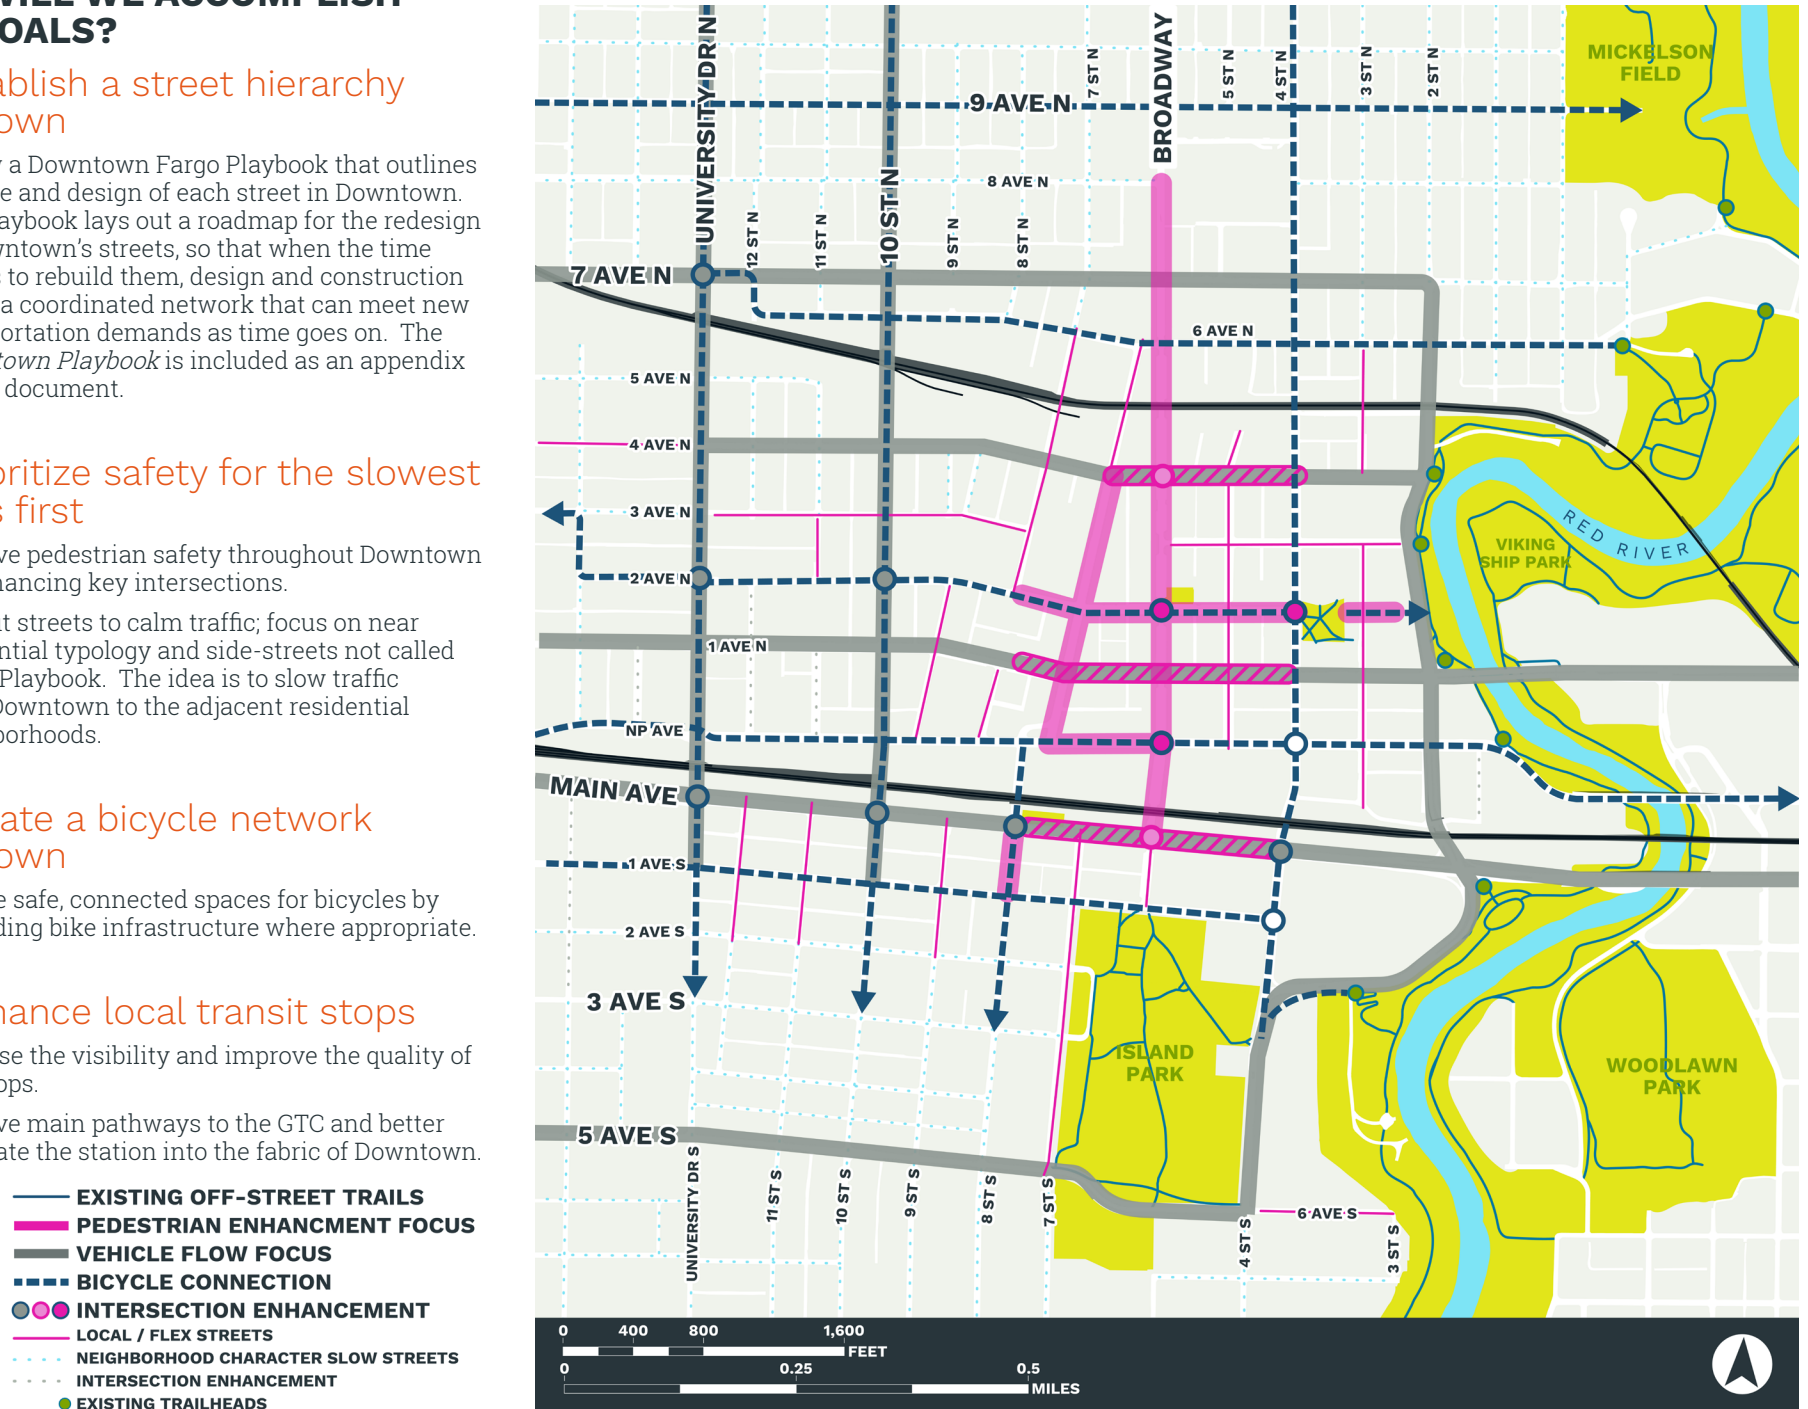 WILL WE ACCOMPLISH
OALS?
ablish a street hierarchy
own
y a Downtown Fargo Playbook that outlines
e and design of each street in Downtown.
aybook lays out a roadmap for the redesign
wntown's streets, so that when the time
s to rebuild them, design and construction
a coordinated network that can meet new
portation demands as time goes on.  The
town Playbook is included as an appendix
document.
oritize safety for the slowest
s first
ve pedestrian safety throughout Downtown
nhancing key intersections.
t streets to calm traffic; focus on near
ential typology and side-streets not called
Playbook.  The idea is to slow traffic
Downtown to the adjacent residential
borhoods.
ate a bicycle network
own
e safe, connected spaces for bicycles by
ding bike infrastructure where appropriate.
hance local transit stops
se the visibility and improve the quality of
ops.
ve main pathways to the GTC and better
ate the station into the fabric of Downtown.
EXISTING OFF-STREET TRAILS
PEDESTRIAN ENHANCMENT FOCUS
VEHICLE FLOW FOCUS
BICYCLE CONNECTION
INTERSECTION ENHANCEMENT
LOCAL / FLEX STREETS
NEIGHBORHOOD CHARACTER SLOW STREETS
INTERSECTION ENHANCEMENT
EXISTING TRAILHEADS
UNIVERSITY DR N
10 ST N
BROADWAY
7 ST N
5 ST N
4 ST N
3 ST N
2 ST N
MICKELSON
FIELD
9 AVE N
8 AVE N
12 ST N
11 ST N
9 ST N
8 ST N
7 AVE N
6 AVE N
5 AVE N
4 AVE N
3 AVE N
2 AVE N
1 AVE N
RED RIVER
VIKING
SHIP PARK
NP AVE
MAIN AVE
1 AVE S
2 AVE S
3 AVE S
ISLAND
PARK
WOODLAWN
PARK
5 AVE S
UNIVERSITY DR S
11 ST S
10 ST S
9 ST S
8 ST S
7 ST S
4 ST S
6 AVE S
3 ST S
0 400 800 1,600
FEET
0 0.25 0.5
MILES